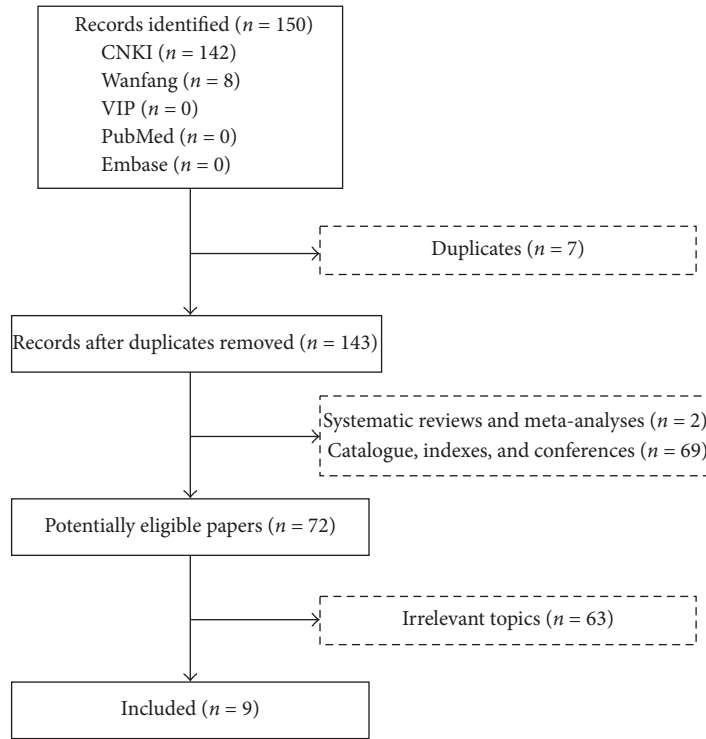 Records identified (n = 150)
CNKI (n = 142)
Wanfang (n = 8)
VIP (n = 0)
PubMed (n = 0)
Embase (n = 0)
Duplicates (n = 7)
Records after duplicates removed (n = 143)
Systematic reviews and meta-analyses (n = 2)
Catalogue, indexes, and conferences (n = 69)
Potentially eligible papers (n = 72)
Irrelevant topics (n = 63)
Included (n = 9)